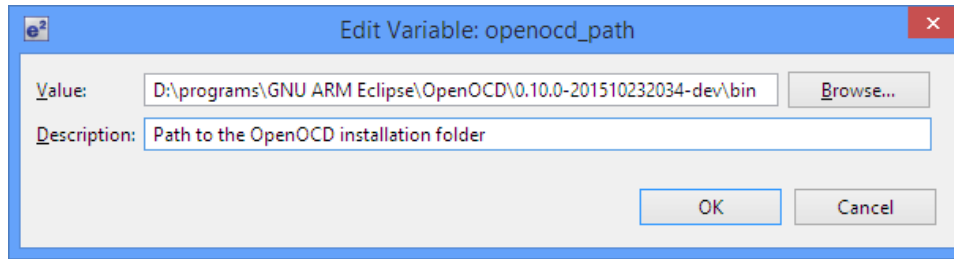 e² Edit Variable: openocd_path
Value: D:\programs\GNU ARM Eclipse\OpenOCD\0.10.0-201510232034-dev\bin Browse...
Description: Path to the OpenOCD installation folder
OK Cancel